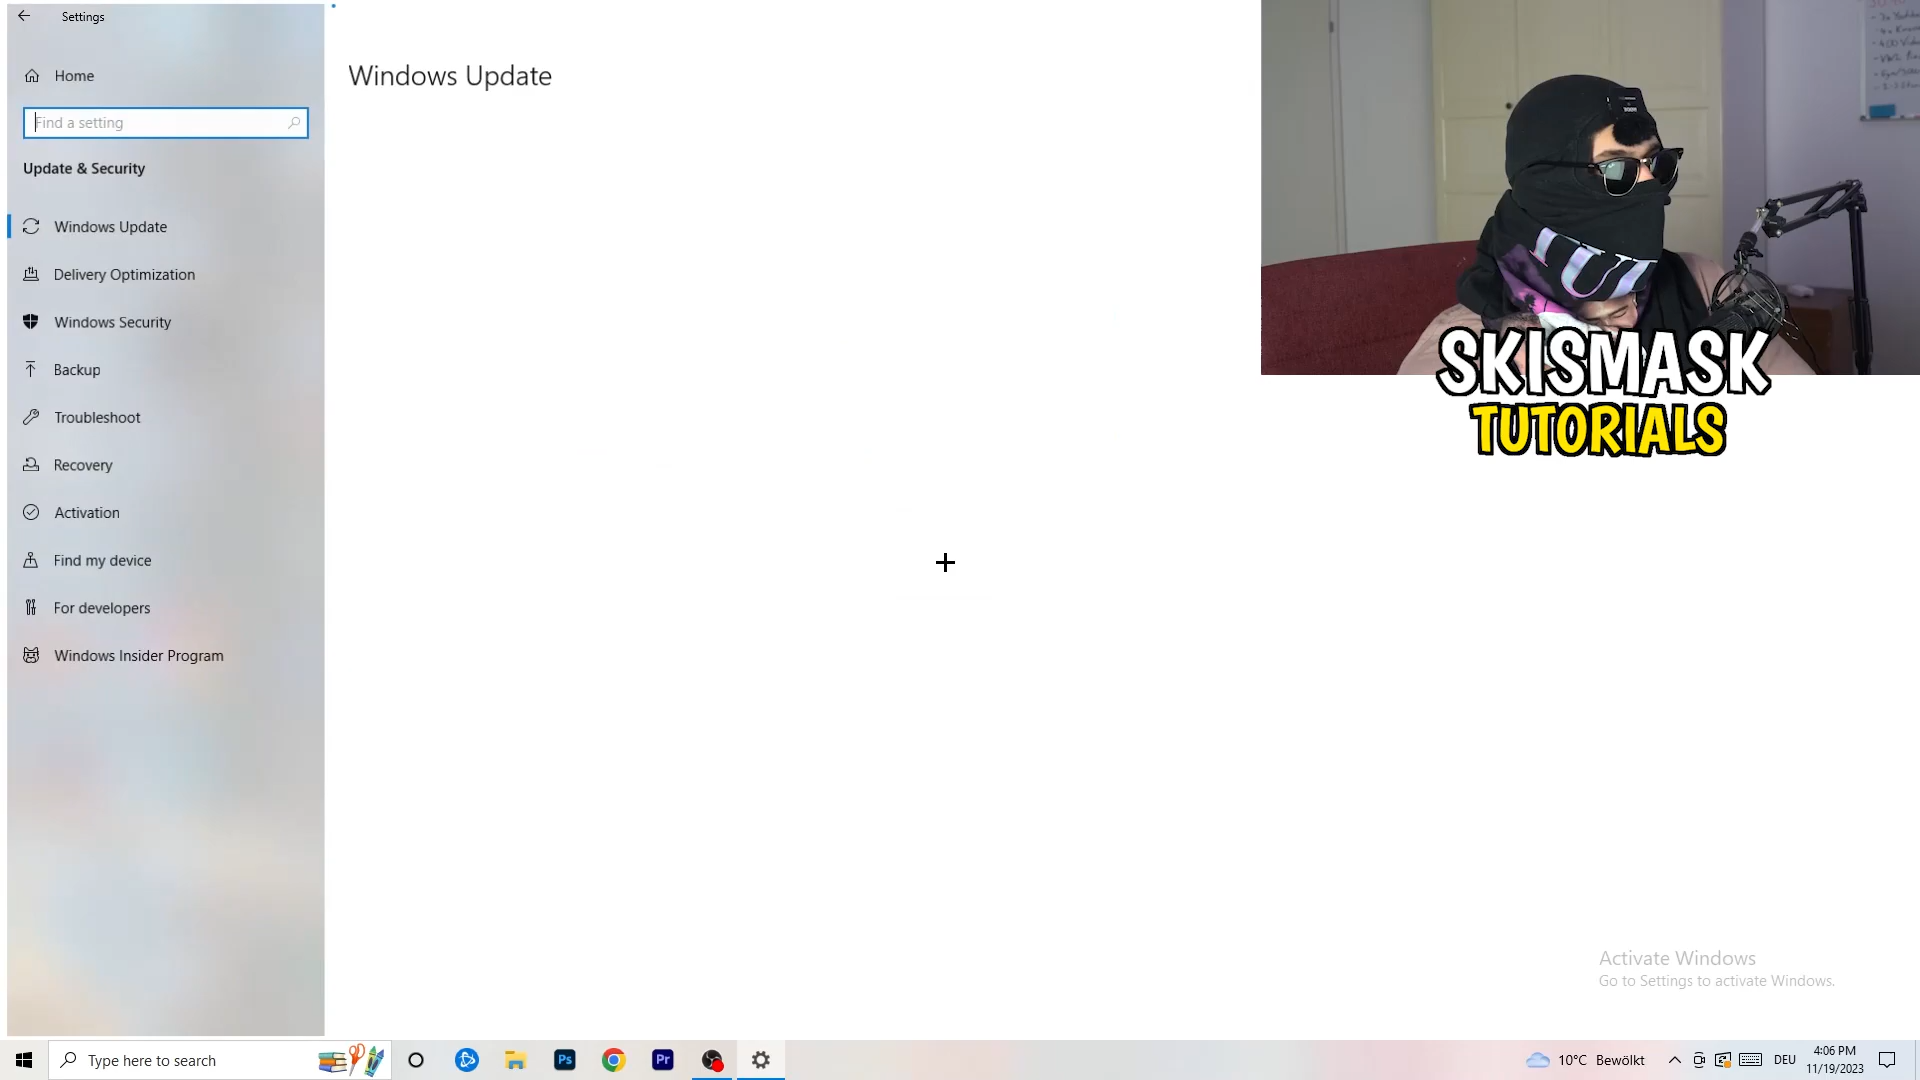 Settings
Home
Find a setting
Update & Security
Windows Update
Delivery Optimization
Windows Security
Backup
Troubleshoot
Recovery
Activation
Find my device
For developers
Windows Insider Program
Windows Update
SKISMASK
TUTORIALS
Activate Windows
Go to Settings to activate Windows.
Type here to search
Ps
Pr
10°C Bewölkt
DEU
4:06 PM
11/19/2023